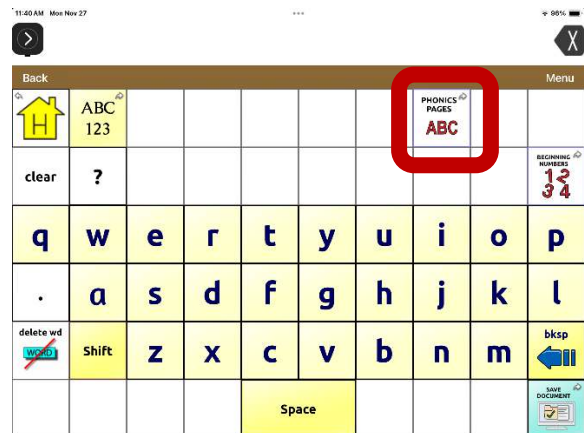 11:40 AM Mon Nov 27
98%
Back
Menu
H
ABC
123
PHONICS
PAGES
ABC
clear
?
BEGINNING
NUMBERS
1 2
3 4
q w e r t y u i o p
. a s d f g h j k l
delete wd
WORD
Shift
z x c v b n m
bksp
Space
SAVE
DOCUMENT